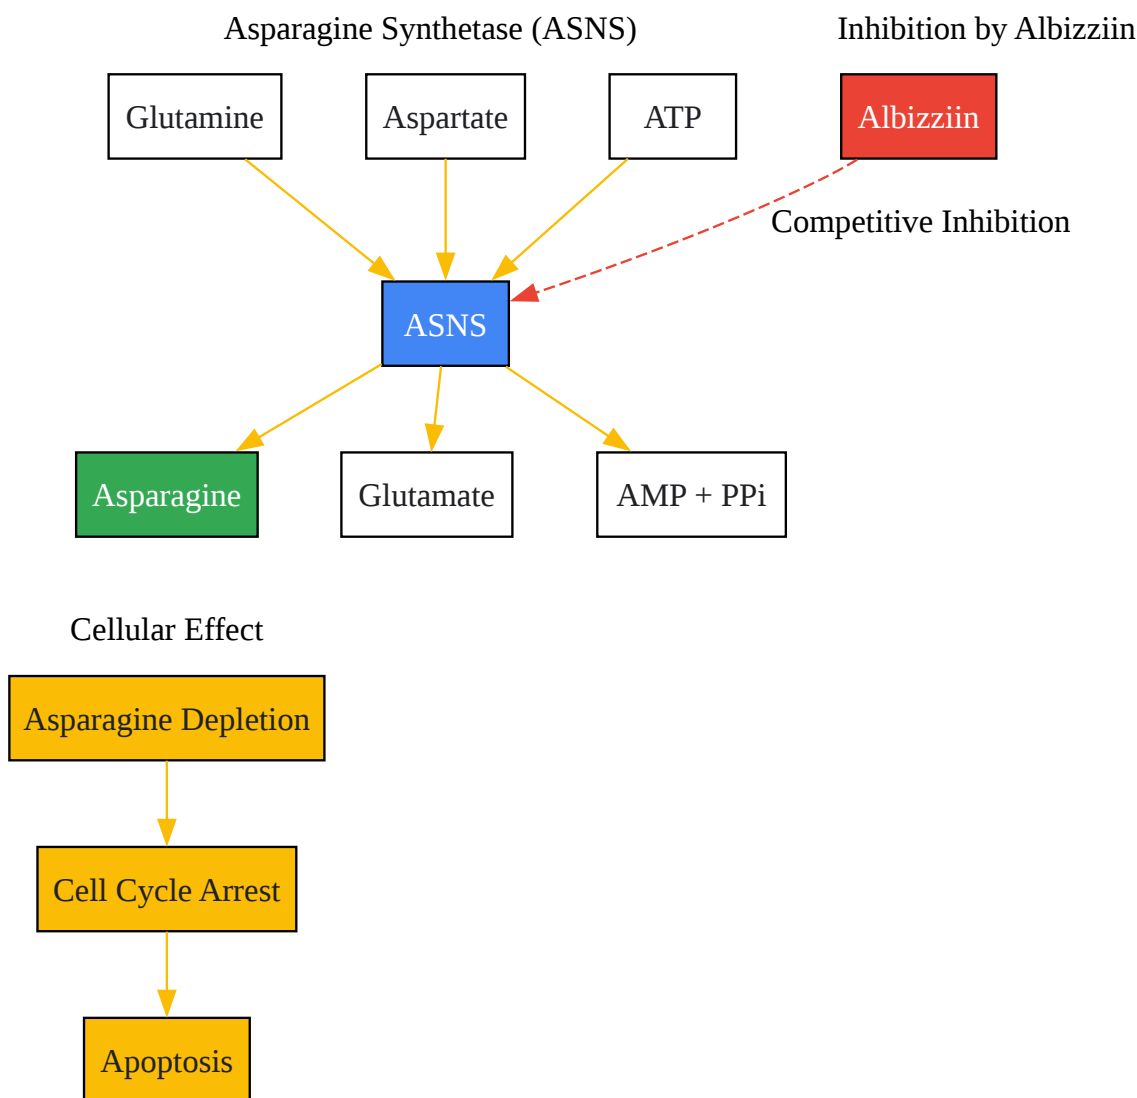 Asparagine Synthetase (ASNS)
Inhibition by Albizziin
Glutamine
Aspartate
ATP
Albizziin
Competitive Inhibition
ASNS
Asparagine
Glutamate
AMP + PPi
Cellular Effect
Asparagine Depletion
Cell Cycle Arrest
Apoptosis